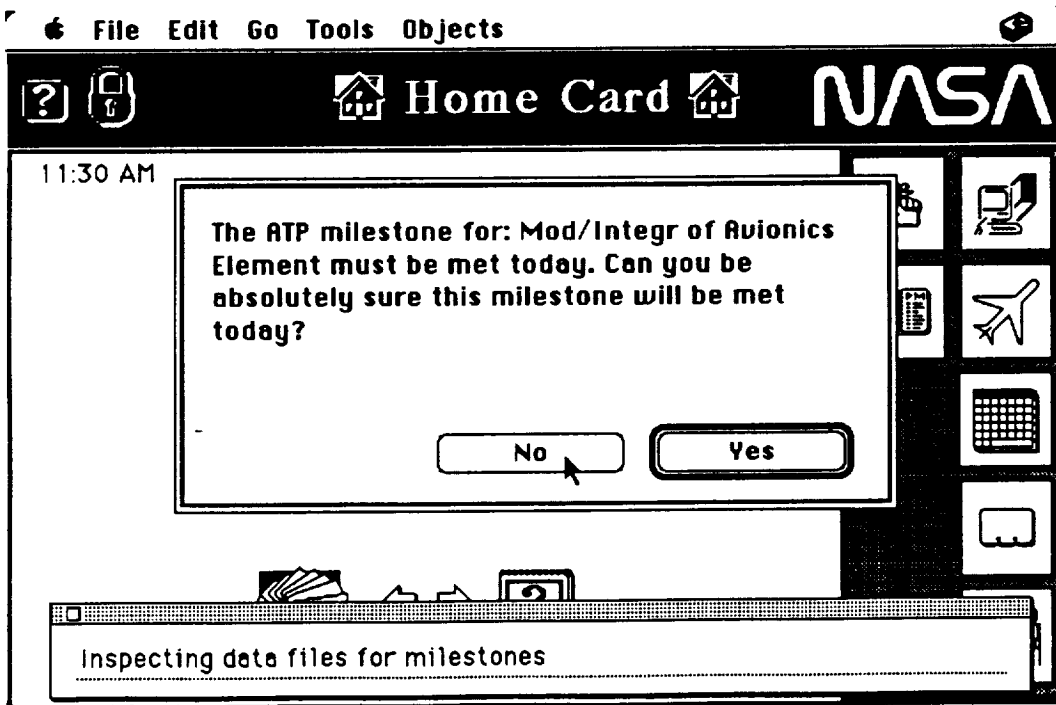 File Edit Go Tools Objects
? Home Card NASA
11:30 AM
The ATP milestone for: Mod/Integr of Avionics
Element must be met today. Can you be
absolutely sure this milestone will be met
today?
No Yes
?
Inspecting data files for milestones